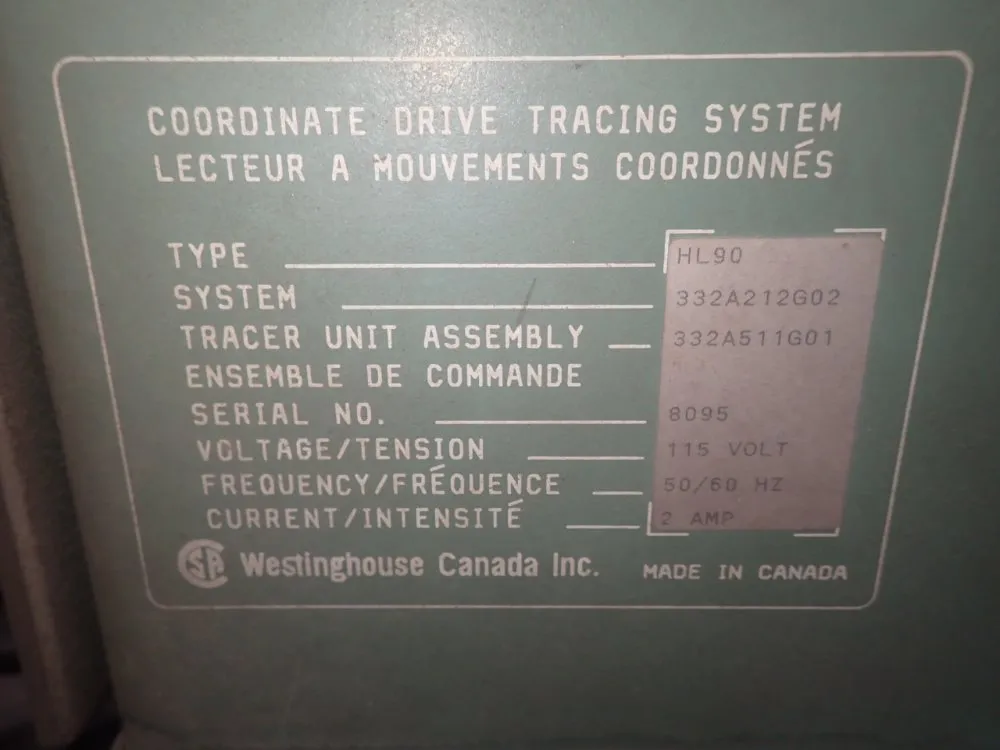 COORDINATE DRIVE TRACING SYSTEM
LECTEUR A MOUVEMENTS COORDONNÉS
TYPE HL90
SYSTEM 332A212G02
TRACER UNIT ASSEMBLY 332A511G01
ENSEMBLE DE COMMANDE
SERIAL NO. 8095
VOLTAGE/TENSION 115 VOLT
FREQUENCY/FRÉQUENCE 50/60 HZ
CURRENT/INTENSITÉ 2 AMP
SA Westinghouse Canada Inc. MADE IN CANADA